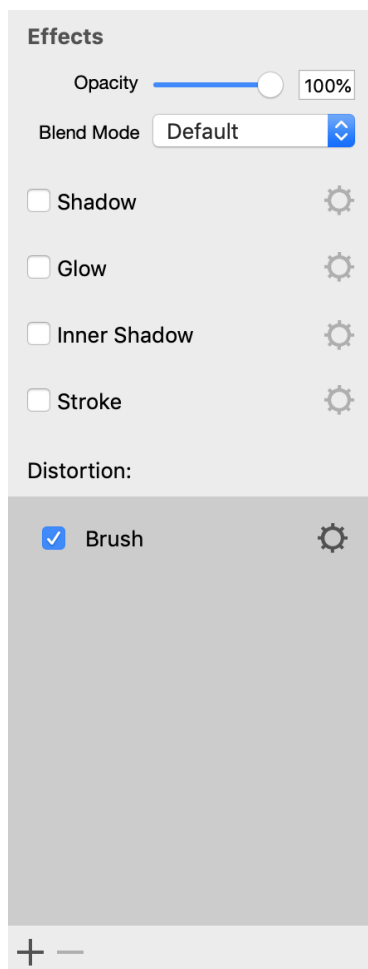 Effects
Opacity 100%
Blend Mode Default
Shadow
Glow
Inner Shadow
Stroke
Distortion:
Brush